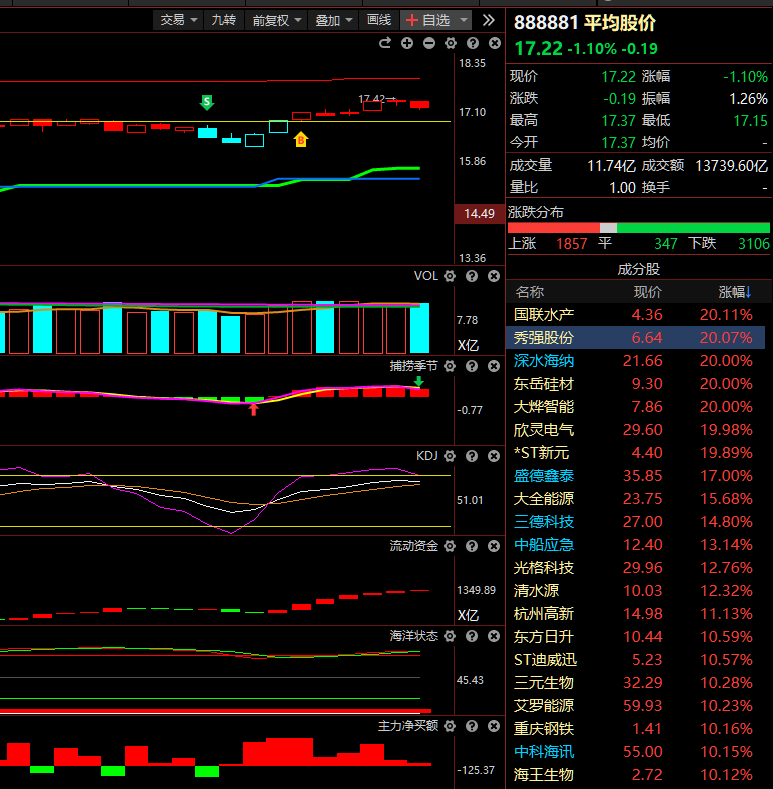 交易 九转 前复权 叠加 画线 自选
888881 平均股价
17.22 -1.10% -0.19
现价 17.22 涨幅 -1.10%
涨跌 -0.19 振幅 1.26%
最高 17.37 最低 17.15
今开 17.37 均价 -
成交量 11.74亿 成交额 13739.60亿
量比 1.00 换手 -
涨跌分布
上涨 1857 平 347 下跌 3106
成分股
名称 现价 涨幅↓
国联水产 4.36 20.11%
秀强股份 6.64 20.07%
深水海纳 21.66 20.00%
东岳硅材 9.30 20.00%
大烨智能 7.86 20.00%
欣灵电气 29.60 19.98%
*ST新元 4.40 19.89%
盛德鑫泰 35.85 17.00%
大全能源 23.75 15.68%
三德科技 27.00 14.80%
中船应急 12.40 13.14%
光格科技 29.96 12.76%
清水源 10.03 12.32%
杭州高新 14.98 11.13%
东方日升 10.44 10.59%
ST迪威迅 5.23 10.57%
三元生物 32.29 10.28%
艾罗能源 59.93 10.23%
重庆钢铁 1.41 10.16%
中科海讯 55.00 10.15%
海王生物 2.72 10.12%
18.35
17.42
S
17.10
B
15.86
14.49
13.36
VOL
7.78
X亿
捕捞季节
-0.77
KDJ
51.01
流动资金
1349.89
X亿
海洋状态
45.43
主力净买额
-125.37